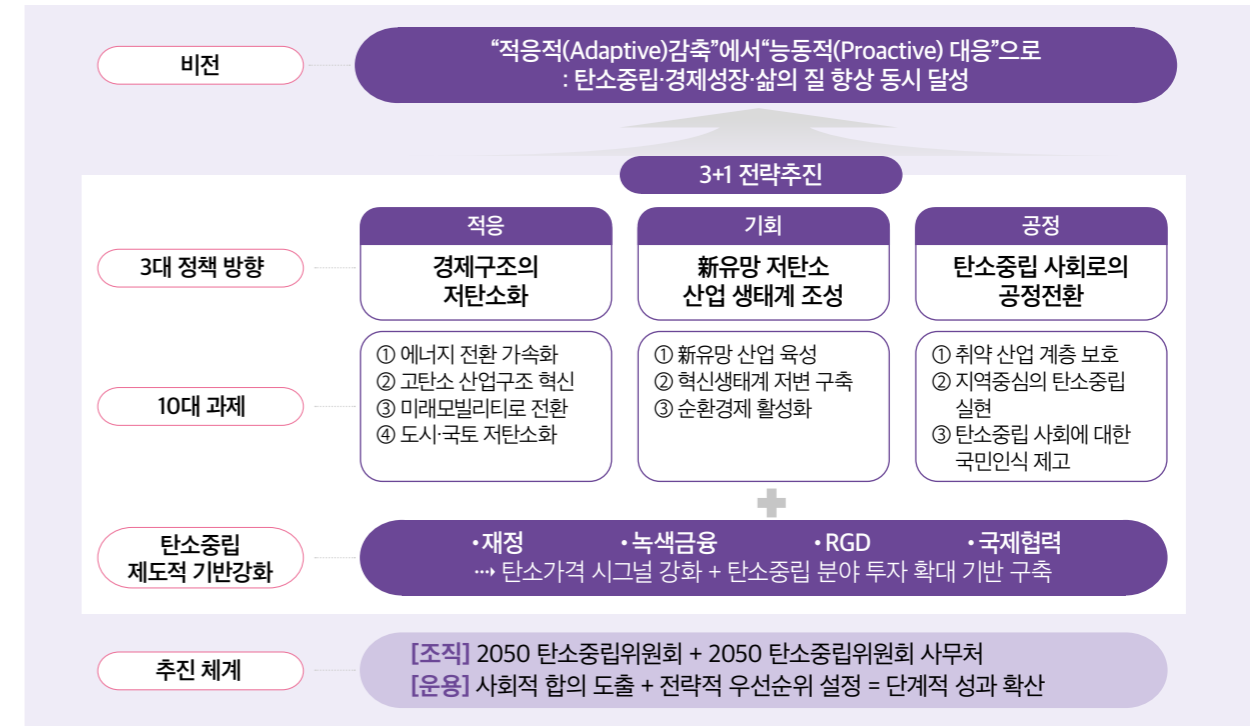 비전
“적응적(Adaptive)감축”에서“능동적(Proactive) 대응”으로
: 탄소중립·경제성장·삶의 질 향상 동시 달성
3+1 전략추진
3대 정책 방향
적응
경제구조의
저탄소화
기회
新유망 저탄소
산업 생태계 조성
공정
탄소중립 사회로의
공정전환
10대 과제
① 에너지 전환 가속화
② 고탄소 산업구조 혁신
③ 미래모빌리티로 전환
④ 도시·국토 저탄소화
① 新유망 산업 육성
② 혁신생태계 저변 구축
③ 순환경제 활성화
① 취약 산업 계층 보호
② 지역중심의 탄소중립
실현
③ 탄소중립 사회에 대한
국민인식 제고
탄소중립
제도적 기반강화
• 재정 • 녹색금융 • RGD • 국제협력
···› 탄소가격 시그널 강화 + 탄소중립 분야 투자 확대 기반 구축
추진 체계
[조직] 2050 탄소중립위원회 + 2050 탄소중립위원회 사무처
[운용] 사회적 합의 도출 + 전략적 우선순위 설정 = 단계적 성과 확산